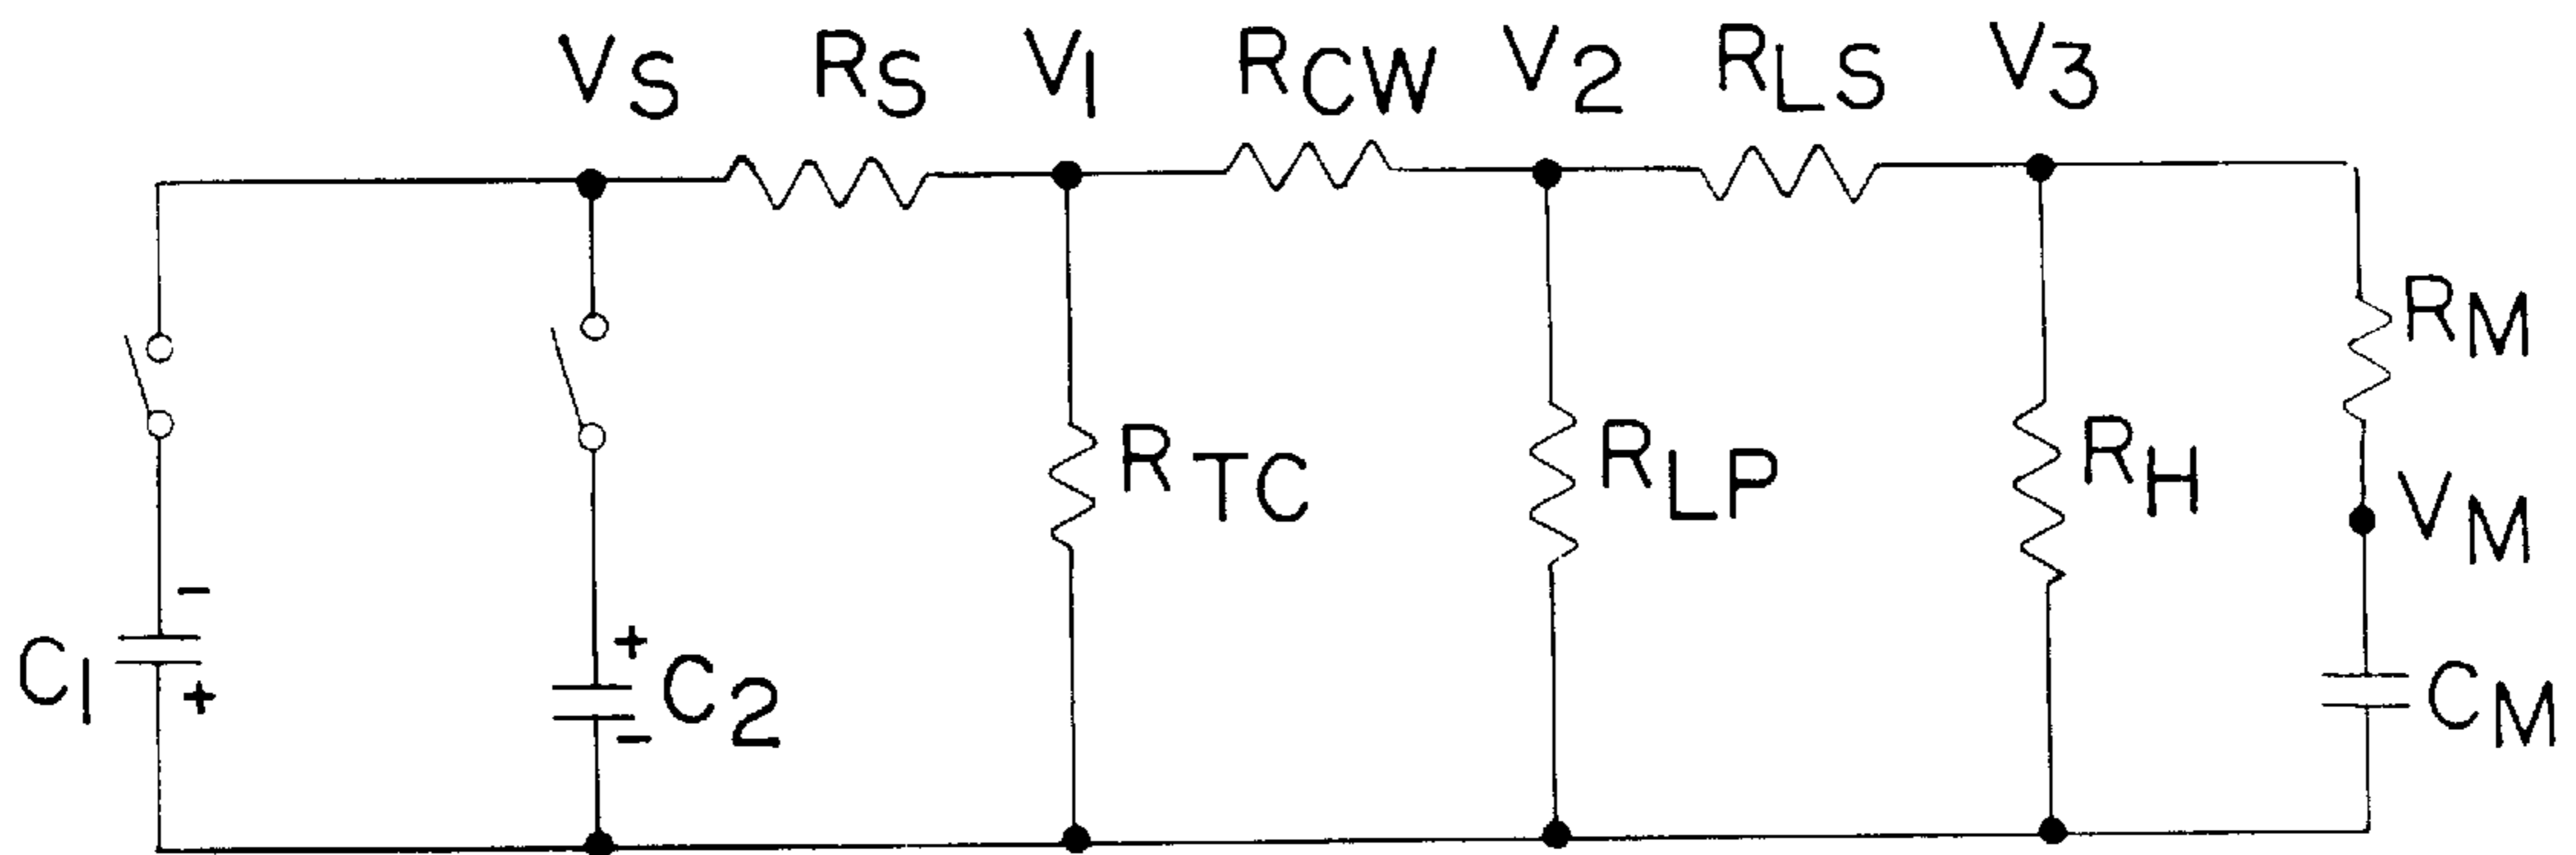 VS RS V1 RCW V2 RLS V3
RM
RTC RLP RH VM
-
C1 +
+ C2
-
CM